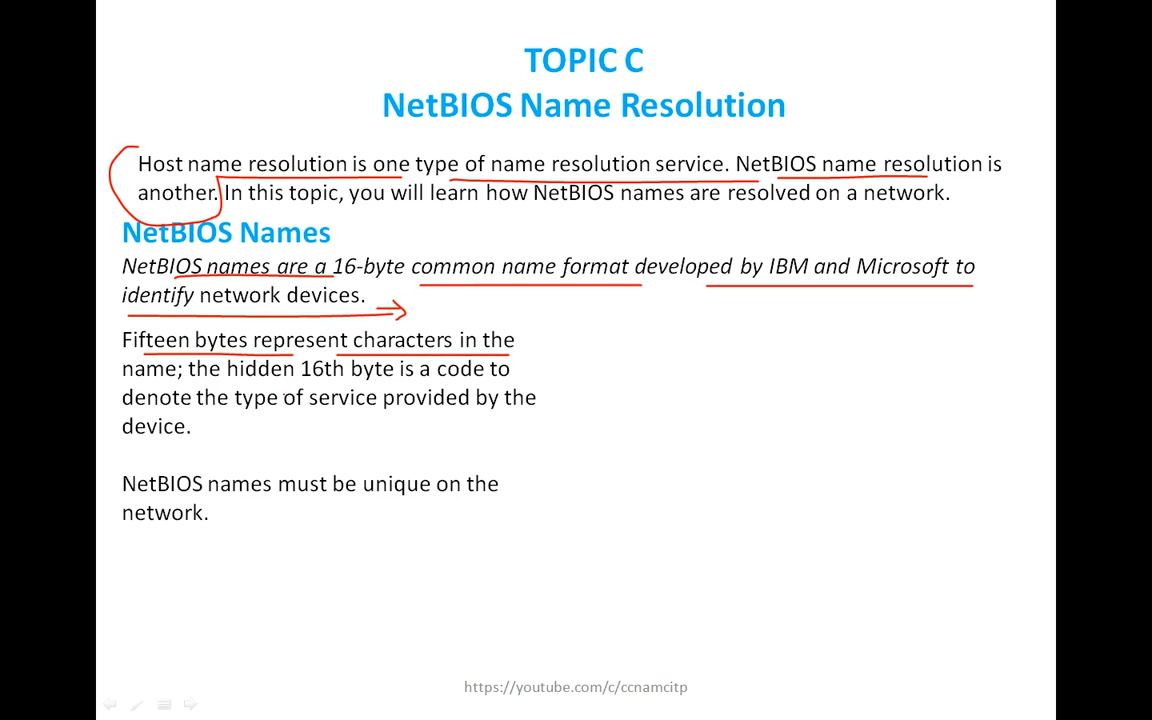 TOPIC C
NetBIOS Name Resolution
Host name resolution is one type of name resolution service. NetBIOS name resolution is
another. In this topic, you will learn how NetBIOS names are resolved on a network.
NetBIOS Names
NetBIOS names are a 16-byte common name format developed by IBM and Microsoft to
identify network devices.
Fifteen bytes represent characters in the
name; the hidden 16th byte is a code to
denote the type of service provided by the
device.
NetBIOS names must be unique on the
network.
https://youtube.com/c/ccnamcitp